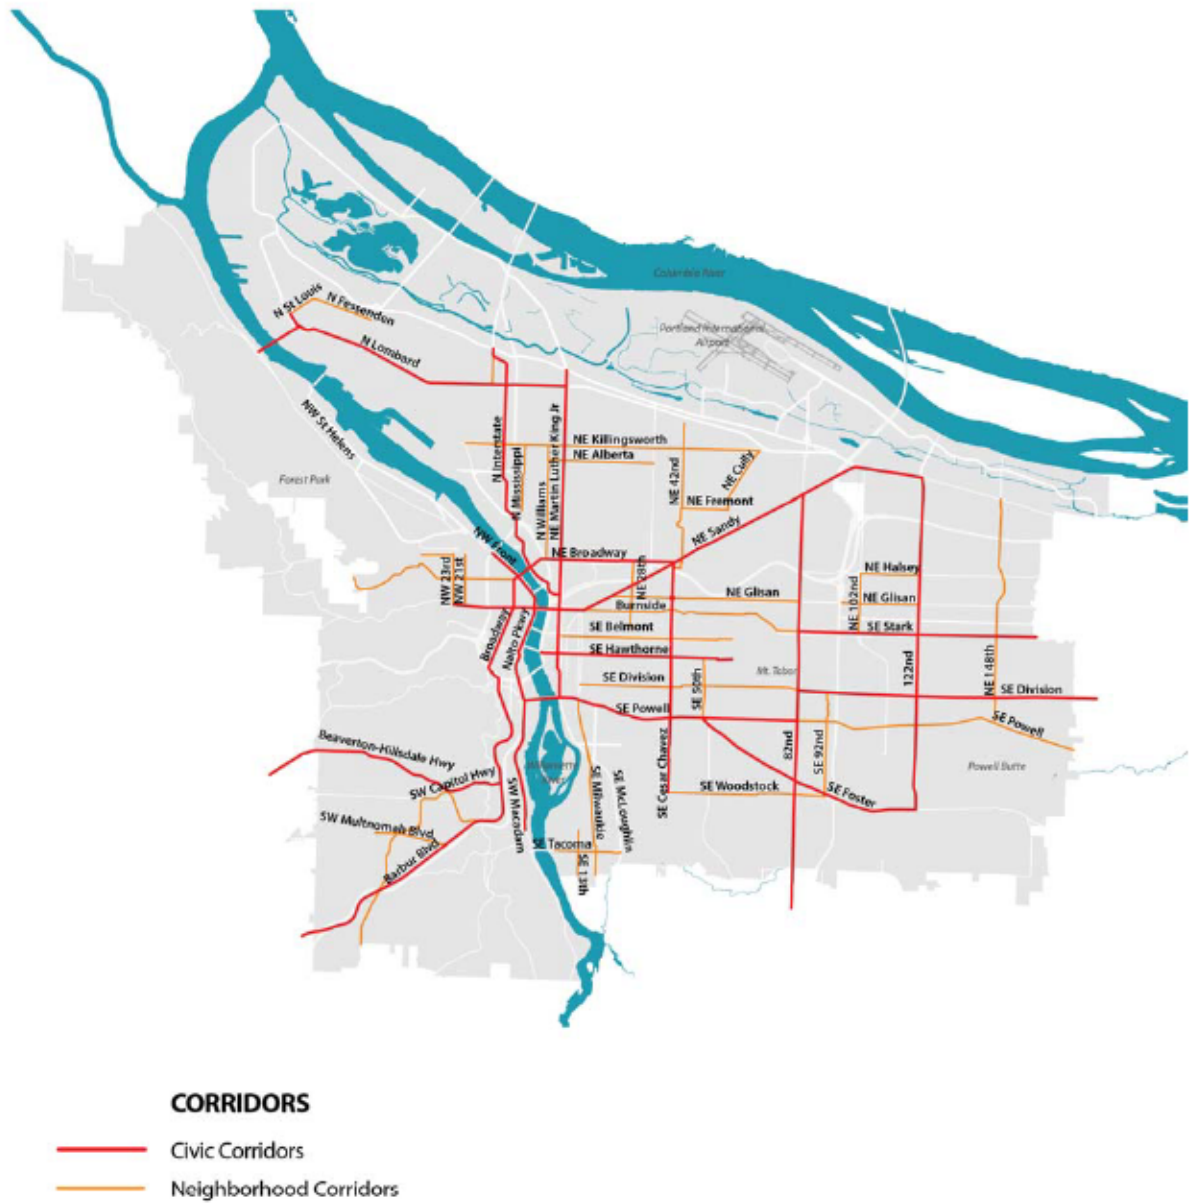 Columbia River
Portland International
Airport
N St Louis
N Fessenden
N Lombard
NW St Helens
Forest Park
N Interstate
N Mississippi
N Williams
NE Martin Luther King Jr
NE Killingsworth
NE Alberta
NE 42nd
NE Cully
NE Fremont
NE Sandy
NW Front
NE Broadway
NW 23rd
NW 21st
NE 28th
NE Glisan
NE Halsey
NE 102nd
NE Glisan
Burnside
Broadway
Naito Pkwy
SE Belmont
SE Stark
SE Hawthorne
Mt. Tabor
122nd
NE 148th
SE Division
SE 50th
SE Division
SE Powell
SE Powell
82nd
SE 92nd
SE Cesar Chavez
Powell Butte
Beaverton-Hillsdale Hwy
SW Capitol Hwy
Willamette
River
SW Macadam
SE Milwaukie
SE McLoughlin
SE Woodstock
SE Foster
SW Multnomah Blvd
Barbur Blvd
SE Tacoma
SE 13th
CORRIDORS
Civic Corridors
Neighborhood Corridors